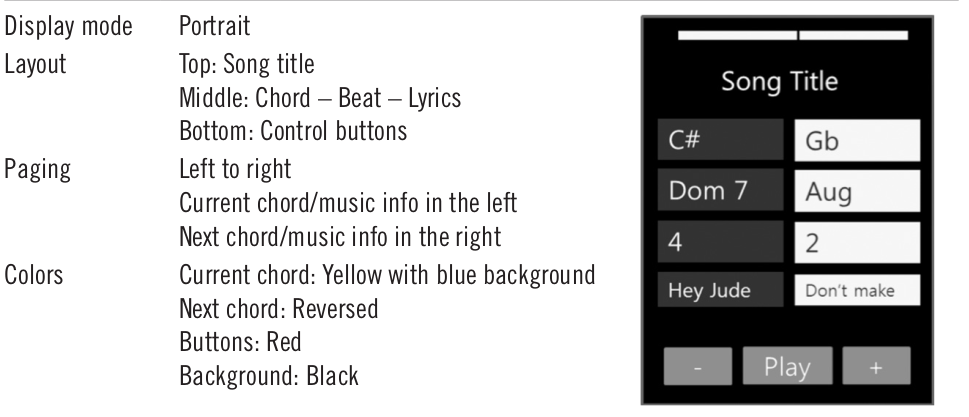 Display mode Portrait
Layout Top: Song title
Middle: Chord – Beat – Lyrics
Bottom: Control buttons
Paging Left to right
Current chord/music info in the left
Next chord/music info in the right
Colors Current chord: Yellow with blue background
Next chord: Reversed
Buttons: Red
Background: Black
Song Title
C# Gb
Dom 7 Aug
4 2
Hey Jude Don't make
- Play +